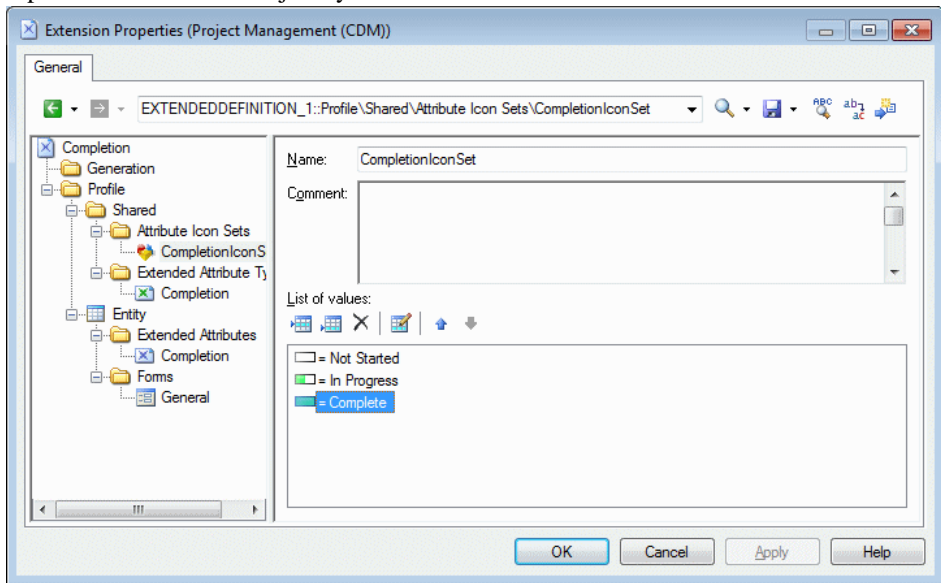 Extension Properties (Project Management (CDM))
General
EXTENDEDDEFINITION_1::Profile\Shared\Attribute Icon Sets\CompletionIconSet
Completion
Generation
Profile
Shared
Attribute Icon Sets
CompletionIconS
Extended Attribute Ty
Completion
Entity
Extended Attributes
Completion
Forms
General
Name: CompletionIconSet
Comment:
List of values:
= Not Started
= In Progress
= Complete
OK Cancel Apply Help